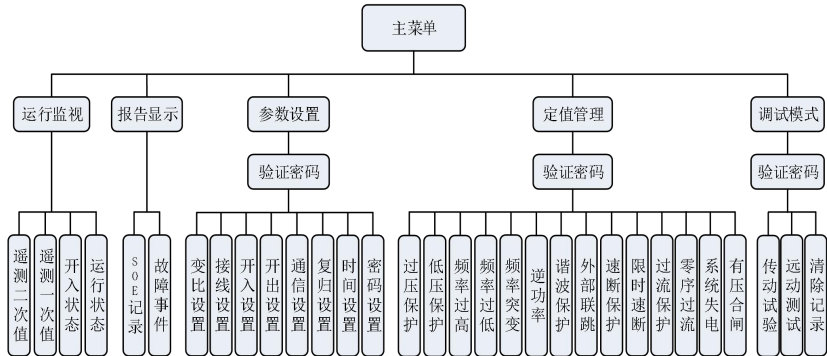 主菜单
运行监视
报告显示
参数设置
定值管理
调试模式
验证密码
验证密码
验证密码
遥测二次值
遥测一次值
开入状态
运行状态
SOE记录
故障事件
变比设置
接线设置
开入设置
开出设置
通信设置
复归设置
时间设置
密码设置
过压保护
低压保护
频率过高
频率过低
频率突变
逆功率
谐波保护
外部联跳
速断保护
限时速断
过流保护
零序过流
系统失电
有压合闸
传动试验
远动测试
清除记录